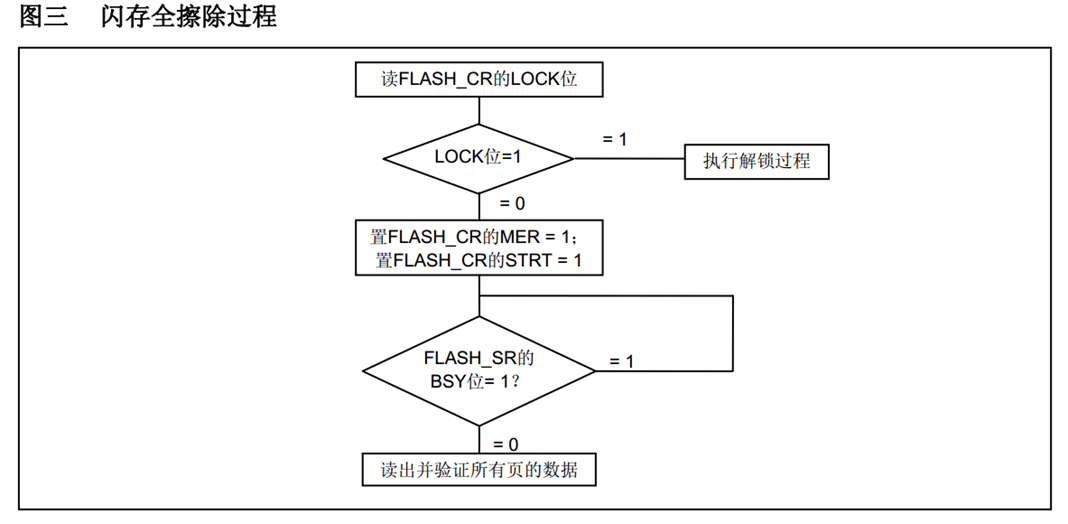 图三 闪存全擦除过程
读FLASH_CR的LOCK位
LOCK位=1
= 1
执行解锁过程
= 0
置FLASH_CR的MER = 1；
置FLASH_CR的STRT = 1
FLASH_SR的
BSY位= 1？
= 1
= 0
读出并验证所有页的数据